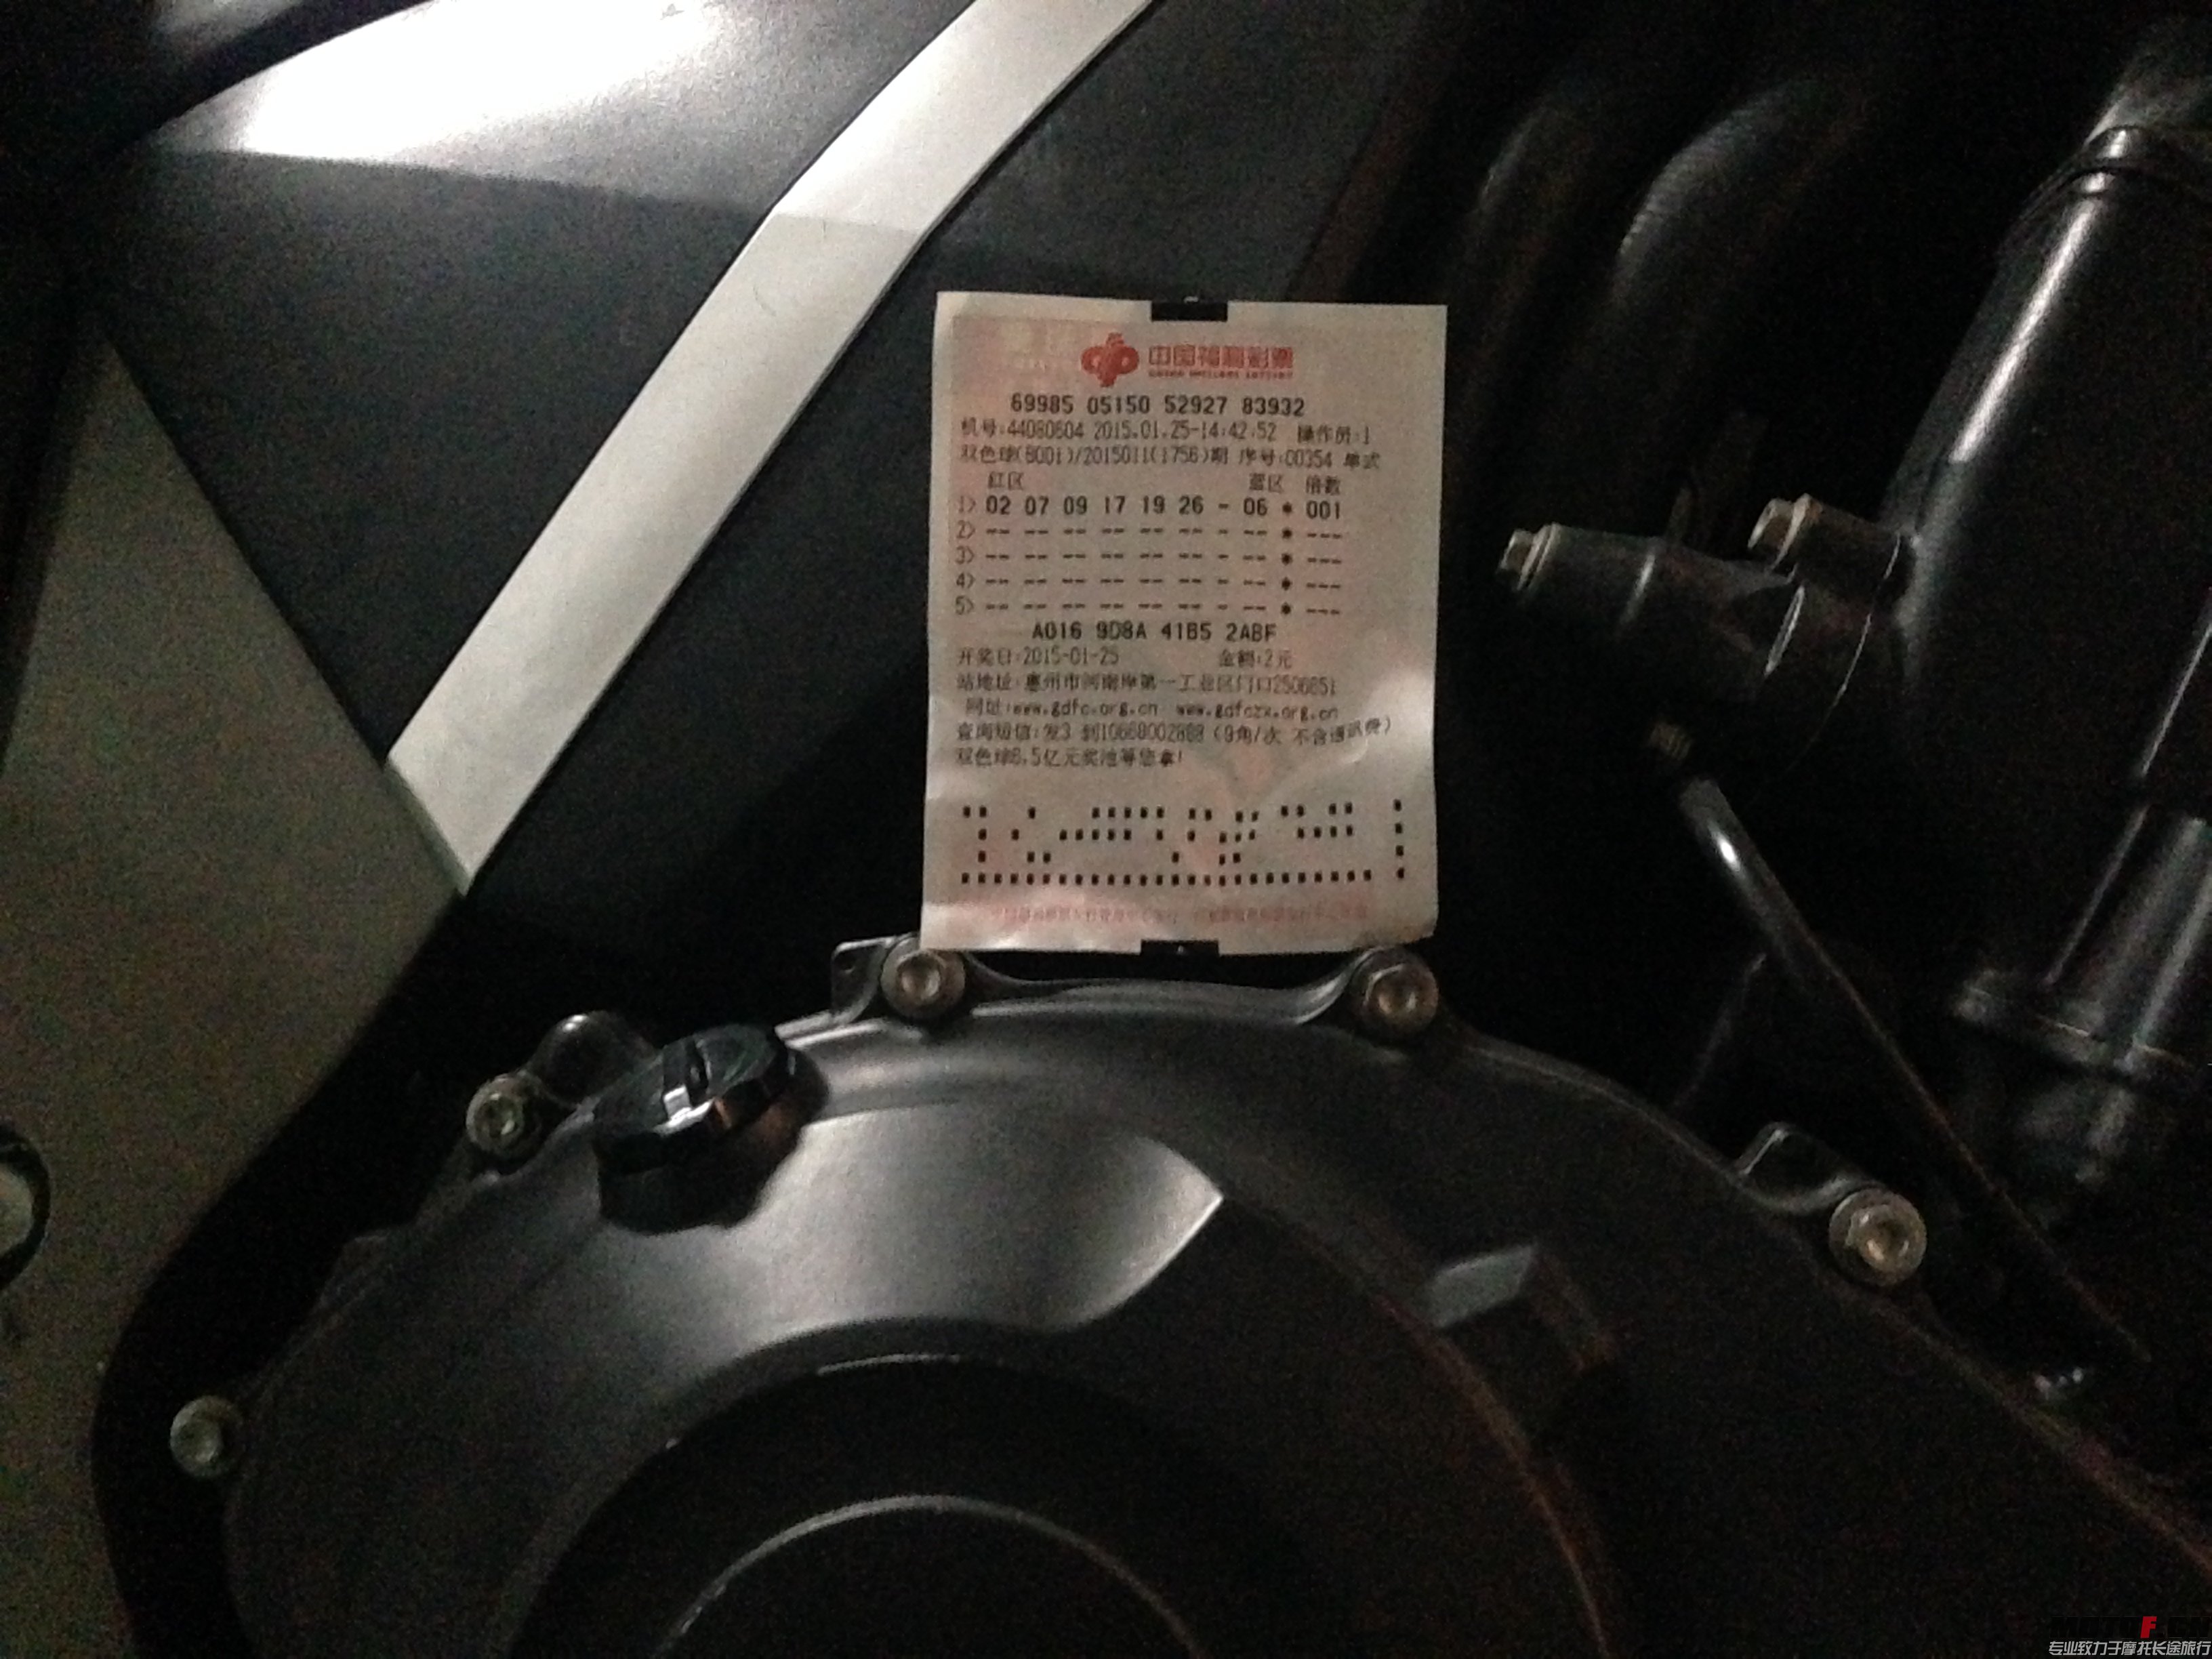 中国福利彩票
CHINA WELFARE LOTTERY
69985 05150 52927 83932
机号:44080604 2015.01.25-14:42:52 操作员:1
双色球(B001)/2015011(1756)期 序号:00354 单式
红区 蓝区 倍数
1> 02 07 09 17 19 26 - 06 * 001
2> -- -- -- -- -- -- - -- * ---
3> -- -- -- -- -- -- - -- * ---
4> -- -- -- -- -- -- - -- * ---
5> -- -- -- -- -- -- - -- * ---
A016 9D8A 41B5 2ABF
开奖日:2015-01-25 金额:2元
站地址:惠州市河南岸第一工业区门口2506851
网址:www.gdfc.org.cn www.gdfczx.org.cn
查询短信:发3 到10668002888 (9角/次 不含通讯费)
双色球6.5亿元奖池等您拿!
专业致力于摩托长途旅行